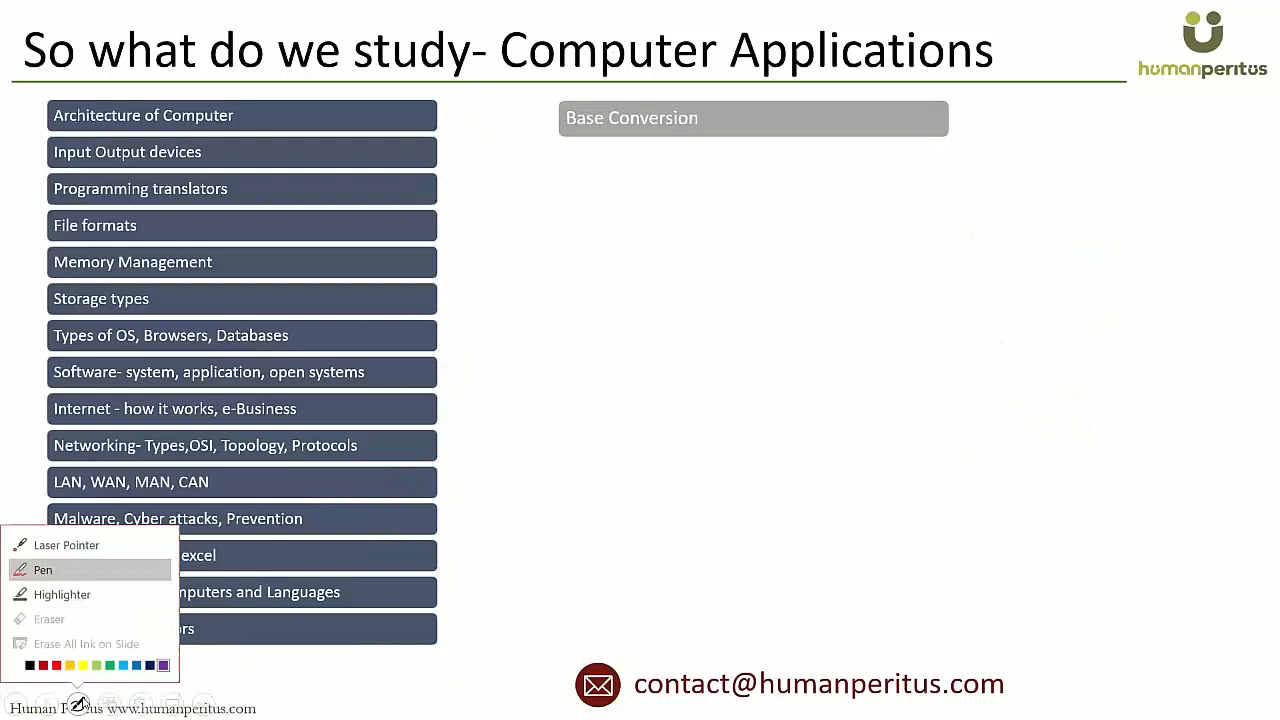 So what do we study- Computer Applications
humanperitus
Architecture of Computer
Input Output devices
Programming translators
File formats
Memory Management
Storage types
Types of OS, Browsers, Databases
Software- system, application, open systems
Internet - how it works, e-Business
Networking- Types,OSI, Topology, Protocols
LAN, WAN, MAN, CAN
Malware, Cyber attacks, Prevention
excel
mputers and Languages
rs
Base Conversion
Laser Pointer
Pen
Highlighter
Eraser
Erase All Ink on Slide
Human www.humanperitus.com
contact@humanperitus.com